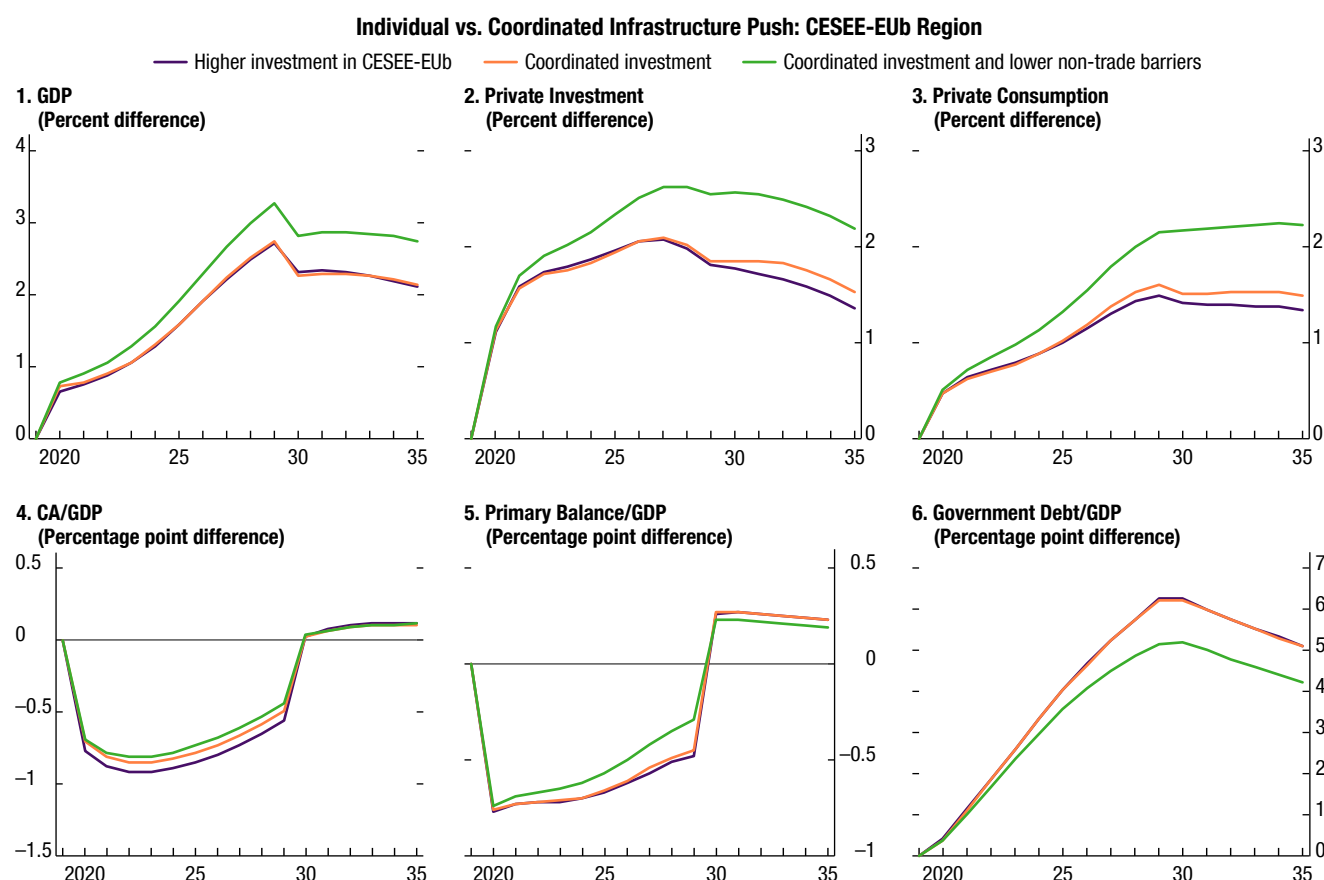 Individual vs. Coordinated Infrastructure Push: CESEE-EUb Region
Higher investment in CESEE-EUb Coordinated investment Coordinated investment and lower non-trade barriers
1. GDP
(Percent difference)
4
3
2
1
0
2020 25 30 35
2. Private Investment
(Percent difference)
3
2
1
0
2020 25 30 35
3. Private Consumption
(Percent difference)
3
2
1
0
2020 25 30 35
4. CA/GDP
(Percentage point difference)
0.5
0
–0.5
–1
–1.5
2020 25 30 35
5. Primary Balance/GDP
(Percentage point difference)
0.5
0
–0.5
–1
2020 25 30 35
6. Government Debt/GDP
(Percentage point difference)
7
6
5
4
3
2
1
0
2020 25 30 35